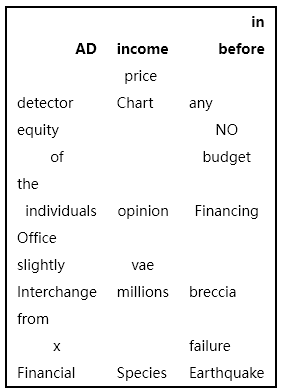 in
AD income before
price
detector Chart any
equity NO
of budget
the
individuals opinion Financing
Office
slightly vae
Interchange millions breccia
from
x failure
Financial Species Earthquake